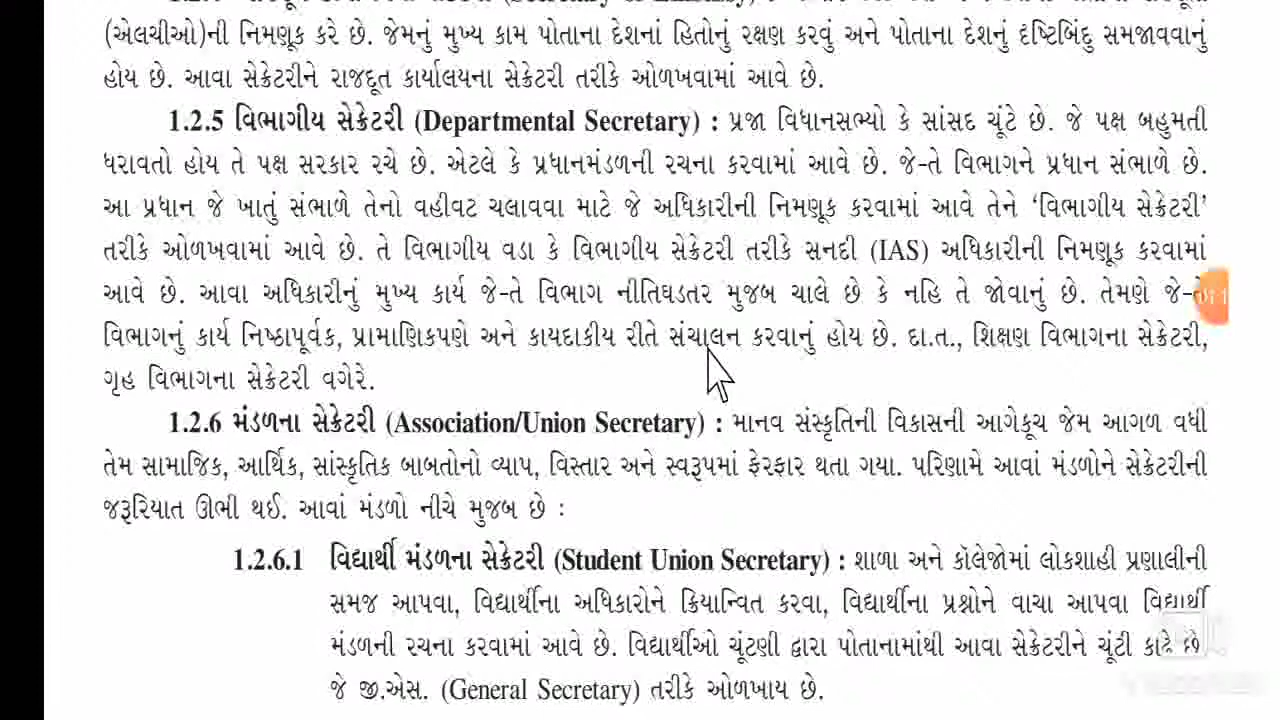 (Secretary of Embassy)
(એલચીઓ)ની નિમણૂક કરે છે. જેમનું મુખ્ય કામ પોતાના દેશનાં હિતોનું રક્ષણ કરવું અને પોતાના દેશનું દૃષ્ટિબિંદુ સમજાવવાનું
હોય છે. આવા સેક્રેટરીને રાજદૂત કાર્યાલયના સેક્રેટરી તરીકે ઓળખવામાં આવે છે.
1.2.5 વિભાગીય સેક્રેટરી (Departmental Secretary) : પ્રજા વિધાનસભ્યો કે સાંસદ ચૂંટે છે. જે પક્ષ બહુમતી
ધરાવતો હોય તે પક્ષ સરકાર રચે છે. એટલે કે પ્રધાનમંડળની રચના કરવામાં આવે છે. જે-તે વિભાગને પ્રધાન સંભાળે છે.
આ પ્રધાન જે ખાતું સંભાળે તેનો વહીવટ ચલાવવા માટે જે અધિકારીની નિમણૂક કરવામાં આવે તેને ‘વિભાગીય સેક્રેટરી’
તરીકે ઓળખવામાં આવે છે. તે વિભાગીય વડા કે વિભાગીય સેક્રેટરી તરીકે સનદી (IAS) અધિકારીની નિમણૂક કરવામાં
આવે છે. આવા અધિકારીનું મુખ્ય કાર્ય જે-તે વિભાગ નીતિઘડતર મુજબ ચાલે છે કે નહિ તે જોવાનું છે. તેમણે જે-તે
વિભાગનું કાર્ય નિષ્ઠાપૂર્વક, પ્રામાણિકપણે અને કાયદાકીય રીતે સંચાલન કરવાનું હોય છે. દા.ત., શિક્ષણ વિભાગના સેક્રેટરી,
ગૃહ વિભાગના સેક્રેટરી વગેરે.
1.2.6 મંડળના સેક્રેટરી (Association/Union Secretary) : માનવ સંસ્કૃતિની વિકાસની આગેકૂચ જેમ આગળ વધી
તેમ સામાજિક, આર્થિક, સાંસ્કૃતિક બાબતોનો વ્યાપ, વિસ્તાર અને સ્વરૂપમાં ફેરફાર થતા ગયા. પરિણામે આવાં મંડળોને સેક્રેટરીની
જરૂરિયાત ઊભી થઈ. આવાં મંડળો નીચે મુજબ છે :
1.2.6.1 વિદ્યાર્થી મંડળના સેક્રેટરી (Student Union Secretary) : શાળા અને કૉલેજોમાં લોકશાહી પ્રણાલીની
સમજ આપવા, વિદ્યાર્થીના અધિકારોને ક્રિયાન્વિત કરવા, વિદ્યાર્થીના પ્રશ્નોને વાચા આપવા વિદ્યાર્થી
મંડળની રચના કરવામાં આવે છે. વિદ્યાર્થીઓ ચૂંટણી દ્વારા પોતાનામાંથી આવા સેક્રેટરીને ચૂંટી કાઢે છે
જે જી.એસ. (General Secretary) તરીકે ઓળખાય છે.